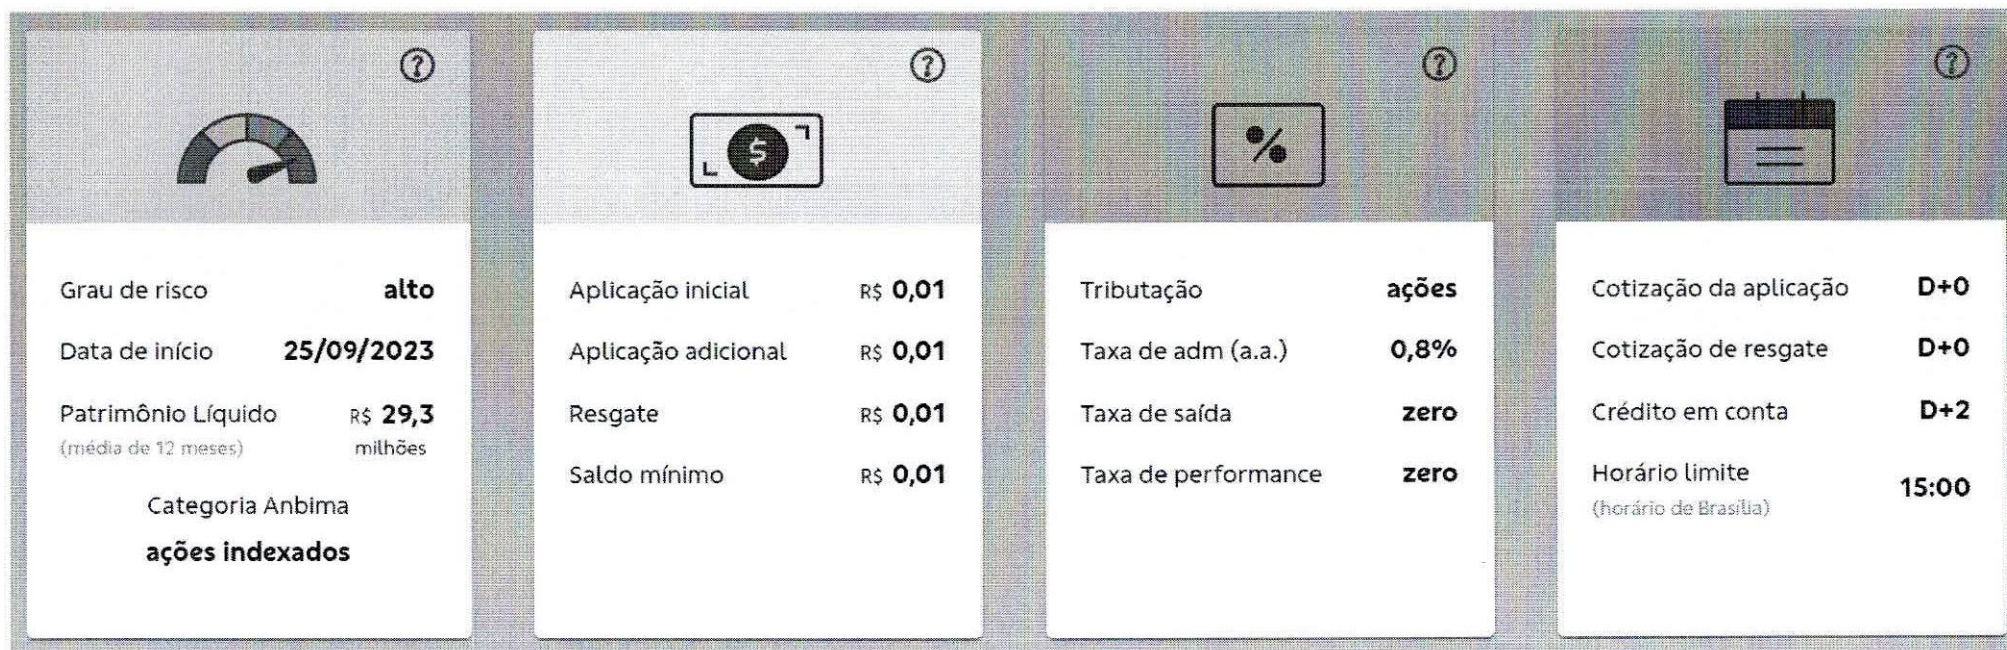 ?
Grau de risco alto
Data de início 25/09/2023
Patrimônio Líquido R$ 29,3
(média de 12 meses) milhões
Categoria Anbima
ações indexados
?
$
Aplicação inicial R$ 0,01
Aplicação adicional R$ 0,01
Resgate R$ 0,01
Saldo mínimo R$ 0,01
?
%
Tributação ações
Taxa de adm (a.a.) 0,8%
Taxa de saída zero
Taxa de performance zero
?
Cotização da aplicação D+0
Cotização de resgate D+0
Crédito em conta D+2
Horário limite 15:00
(horário de Brasília)